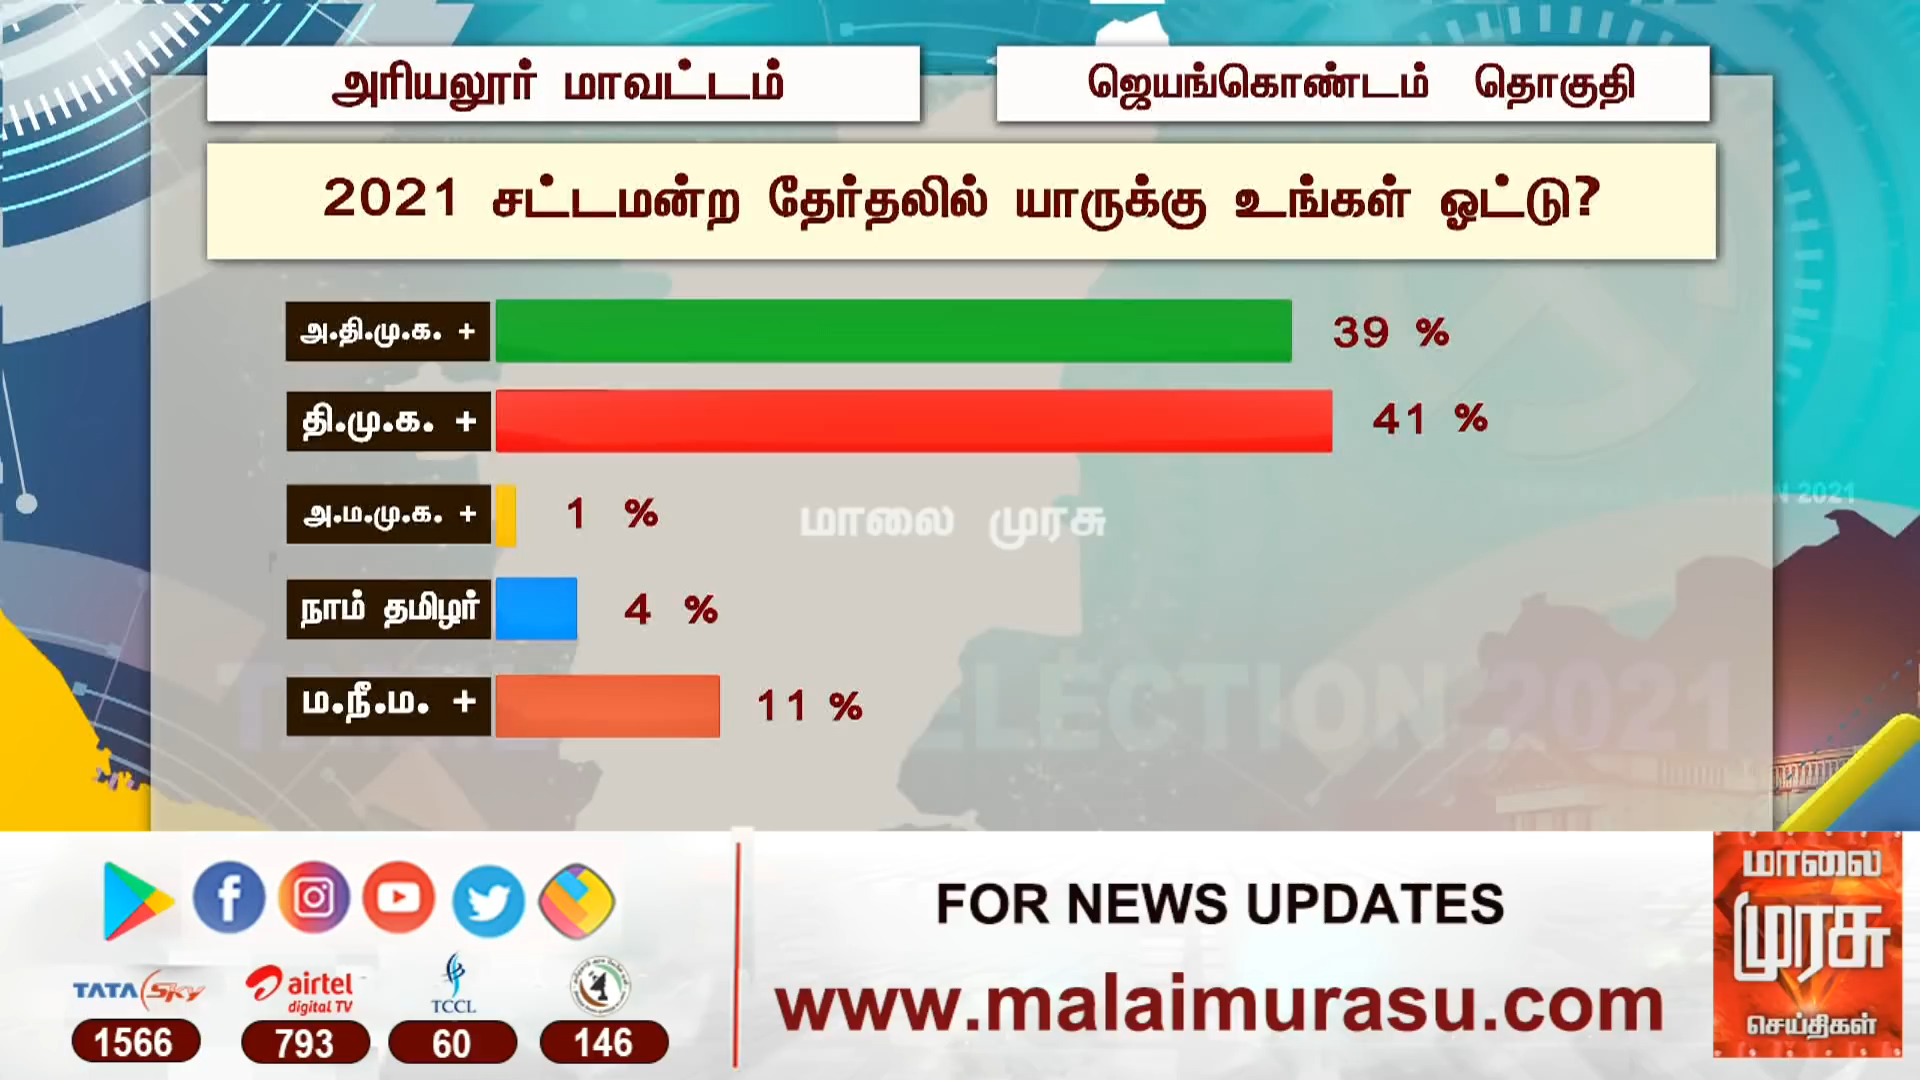 அரியலூர் மாவட்டம்
ஜெயங்கொண்டம் தொகுதி
2021 சட்டமன்ற தேர்தலில் யாருக்கு உங்கள் ஓட்டு?
அ.தி.மு.க. + 39 %
தி.மு.க. + 41 %
அ.ம.மு.க. + 1 %
மாலை முரசு
நாம் தமிழர் 4 %
ம.நீ.ம. + 11 %
ELECTION 2021
N 2021
FOR NEWS UPDATES
www.malaimurasu.com
TATA Sky
airtel
digital TV
TCCL
1566
793
60
146
மாலை
முரசு
செய்திகள்